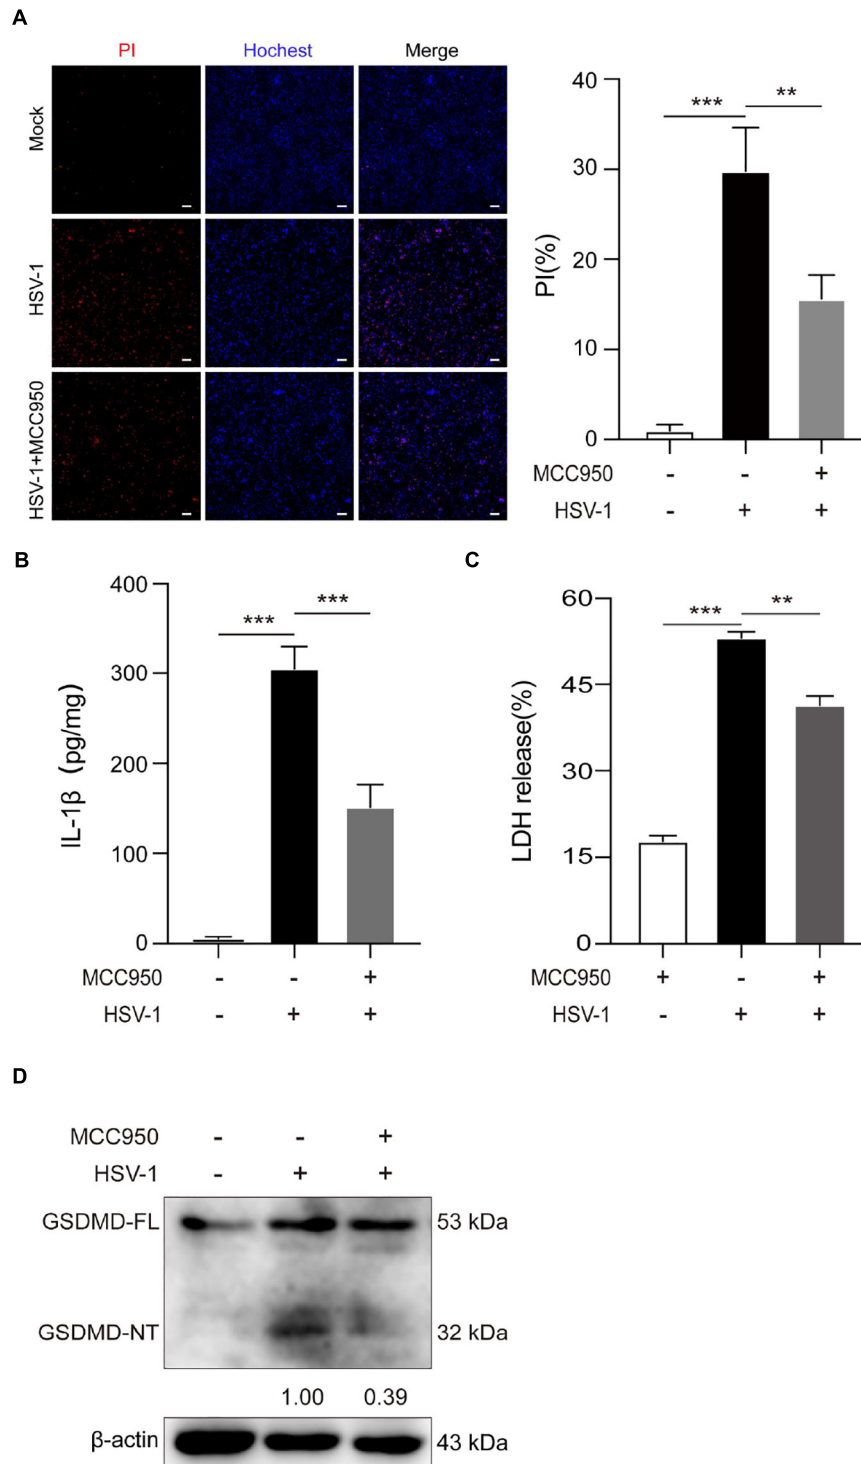 A
PI Hochest Merge
Mock
HSV-1
HSV-1+MCC950
40
30
20
10
0
PI(%)
*** **
MCC950 - - +
HSV-1 - + +
B
400
300
200
100
0
IL-1β (pg/mg)
*** ***
MCC950 - - +
HSV-1 - + +
C
60
45
30
15
0
LDH release(%)
*** **
MCC950 + - +
HSV-1 - + +
D
MCC950 - - +
HSV-1 - + +
GSDMD-FL 53 kDa
GSDMD-NT 32 kDa
1.00 0.39
β-actin 43 kDa